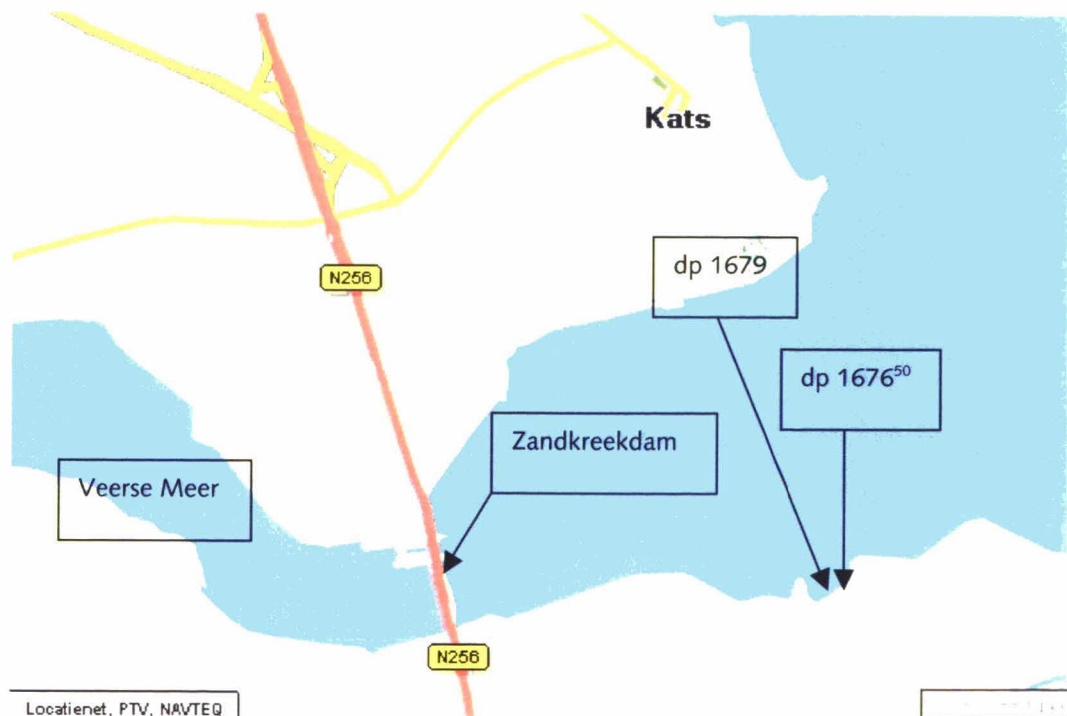 Kats
dp 1679
N256
dp 1676⁵⁰
Zandkreekdam
Veerse Meer
N256
Locatienet, PTV, NAVTEQ